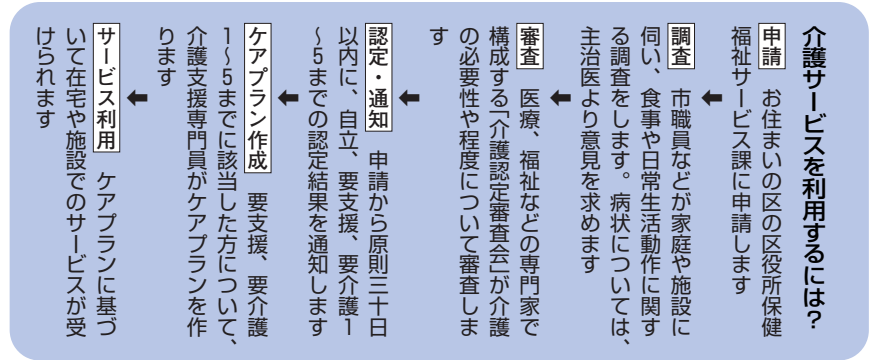 介護サービスを利用するには？
申請　お住まいの区の区役所保健
福祉サービス課に申請します
調査　市職員などが家庭や施設に
伺い、食事や日常生活動作に関す
る調査をします。病状については、
主治医より意見を求めます
審査　医療、福祉などの専門家で
構成する「介護認定審査会」が介護
の必要性や程度について審査しま
す
認定・通知　申請から原則三十日
以内に、自立、要支援、要介護１
～５までの認定結果を通知します
ケアプラン作成　要支援、要介護
１～５までに該当した方について、
介護支援専門員がケアプランを作
ります
サービス利用　ケアプランに基づ
いて在宅や施設でのサービスが受
けられます